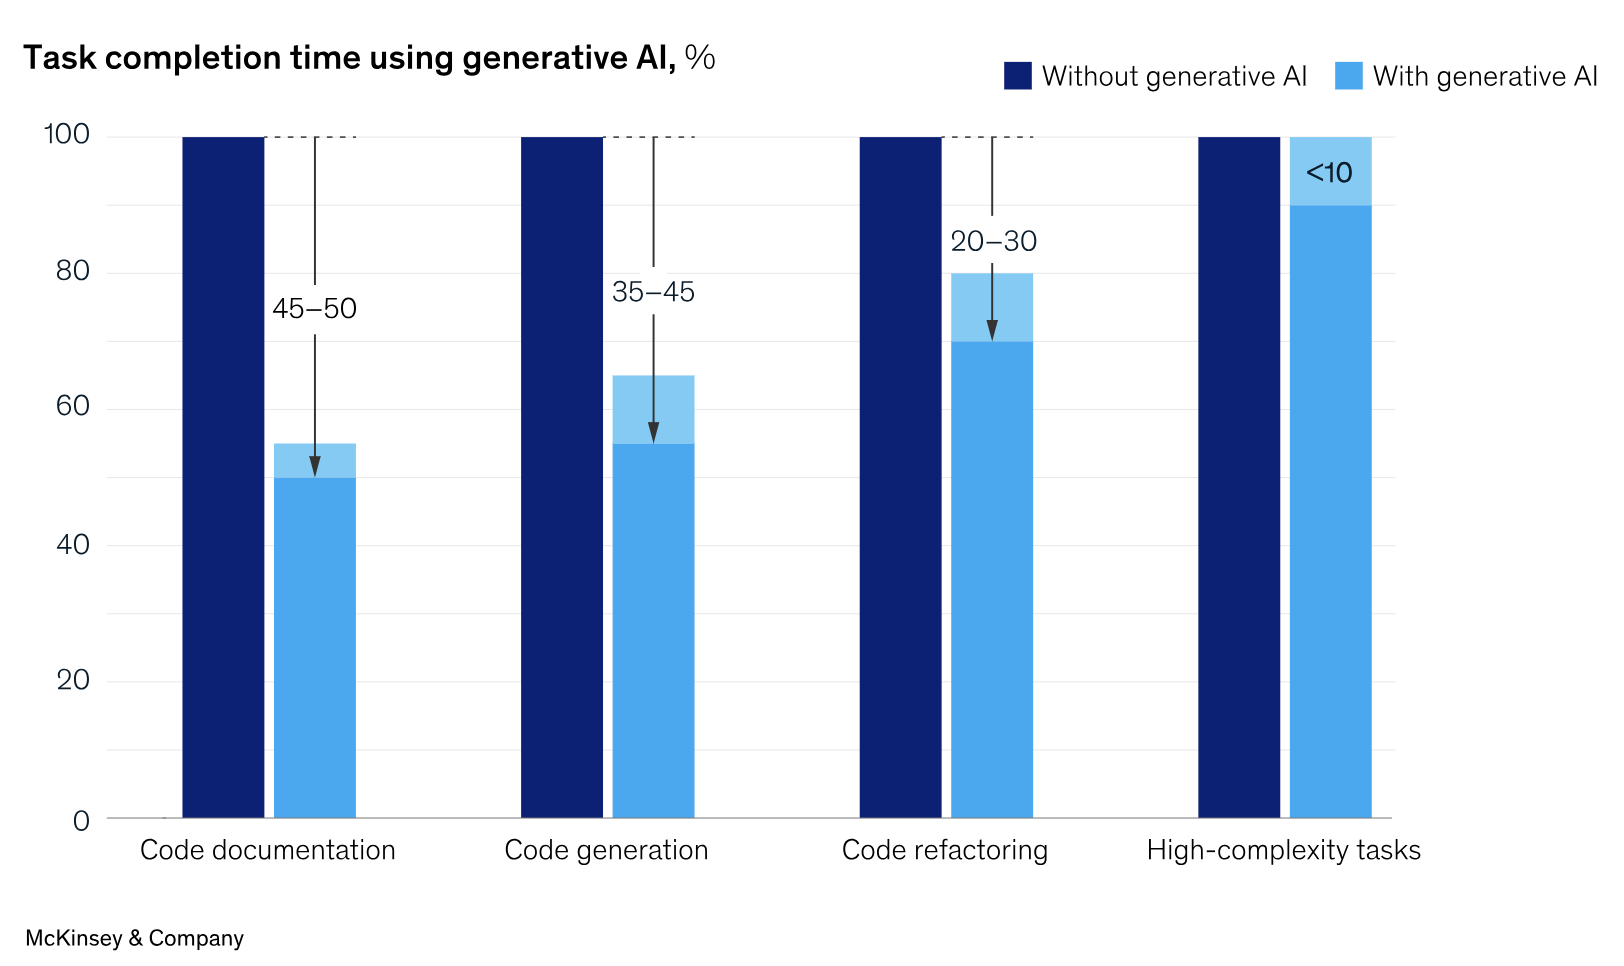 Task completion time using generative AI, %
Without generative AI
With generative AI
100
80
60
40
20
0
45–50
35–45
20–30
<10
Code documentation
Code generation
Code refactoring
High-complexity tasks
McKinsey & Company